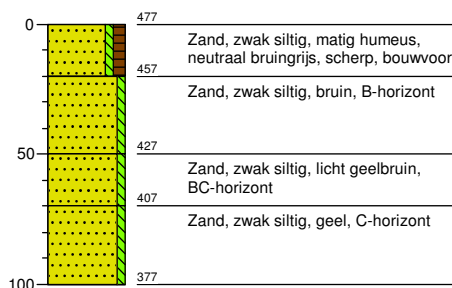 0
477
Zand, zwak siltig, matig humeus,
neutraal bruingrijs, scherp, bouwvoor
457
Zand, zwak siltig, bruin, B-horizont
50
427
Zand, zwak siltig, licht geelbruin,
BC-horizont
407
Zand, zwak siltig, geel, C-horizont
100
377